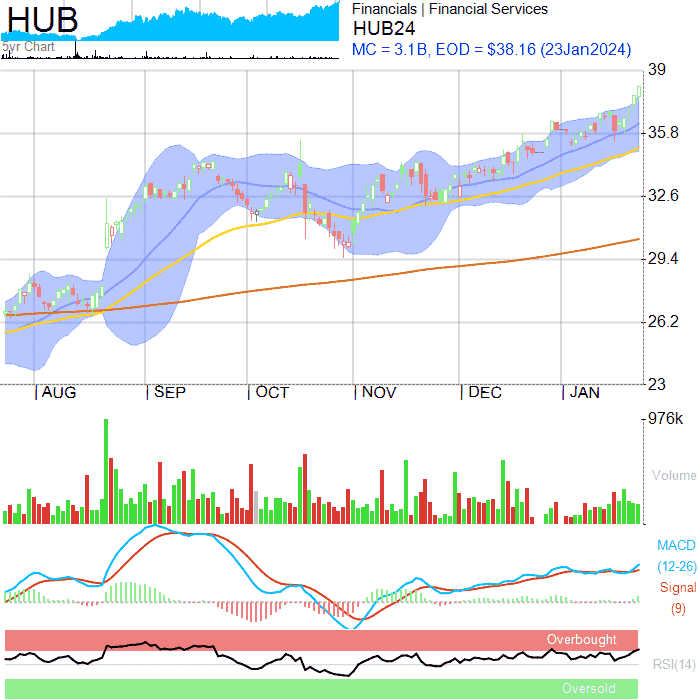 HUB
5yr Chart
Financials | Financial Services
HUB24
MC = 3.1B, EOD = $38.16 (23Jan2024)
39
35.8
32.6
29.4
26.2
23
AUG SEP OCT NOV DEC JAN
976k
Volume
MACD
(12-26)
Signal
(9)
Overbought
RSI(14)
Oversold